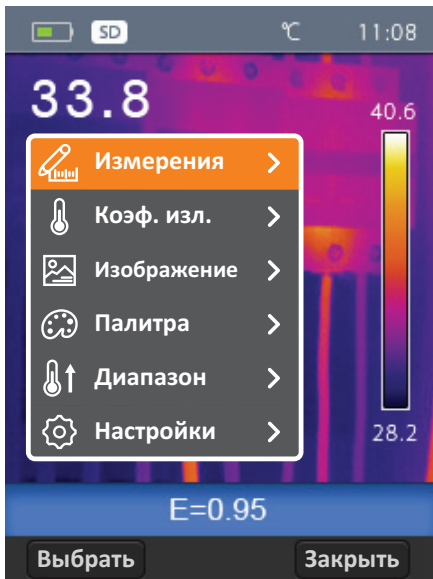 SD ℃ 11:08
33.8
40.6
Измерения
Коэф. изл.
Изображение
Палитра
Диапазон
Настройки
28.2
E=0.95
Выбрать Закрыть